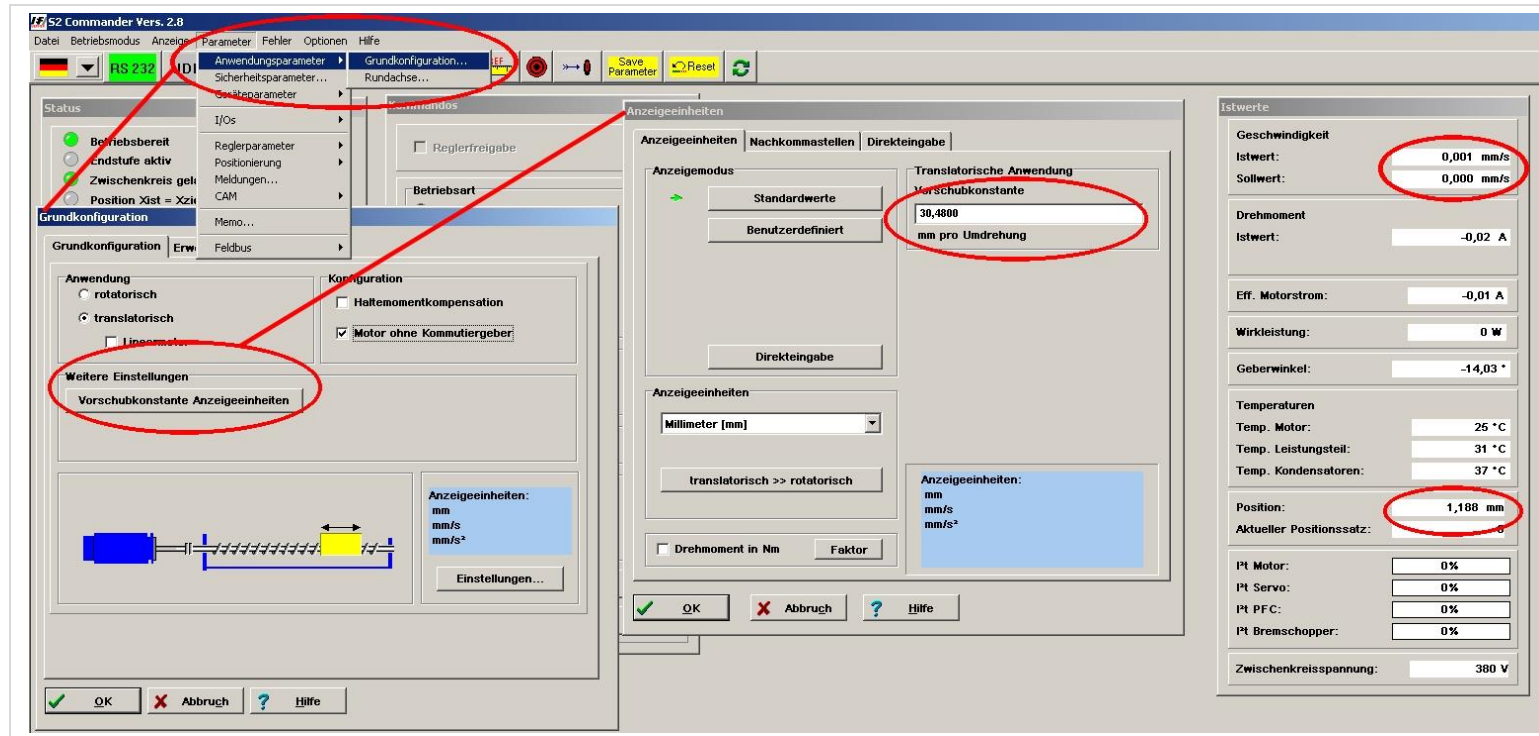 S2 Commander Vers. 2.8
Datei Betriebsmodus Anzeige Parameter Fehler Optionen Hilfe
RS 232
Save Parameter
Reset
Anwendungsparameter
Sicherheitsparameter...
Geräteparameter
I/Os
Reglerparameter
Positionierung
Meldungen...
CAM
Memo...
Feldbus
Grundkonfiguration...
Rundachse...
Status
Betriebsbereit
Endstufe aktiv
Zwischenkreis
Position Xist =
Kommandos
Reglerfreigabe
Betriebsart
Grundkonfiguration
Grundkonfiguration
Anwendung
rotatorisch
translatorisch
Linearmotor
Konfiguration
Haltemomentkompensation
Motor ohne Kommutiergeber
Weitere Einstellungen
Vorschubkonstante Anzeigeeinheiten
Anzeigeeinheiten:
mm
mm/s
mm/s²
Einstellungen...
OK Abbruch Hilfe
Anzeigeeinheiten
Anzeigeeinheiten Nachkommastellen Direkteingabe
Anzeigemodus
Standardwerte
Benutzerdefiniert
Direkteingabe
Translatorische Anwendung
Vorschubkonstante
30,4800
mm pro Umdrehung
Anzeigeeinheiten
Millimeter [mm]
translatorisch >> rotatorisch
Drehmoment in Nm Faktor
Anzeigeeinheiten:
mm
mm/s
mm/s²
OK Abbruch Hilfe
Istwerte
Geschwindigkeit
Istwert: 0,001 mm/s
Sollwert: 0,000 mm/s
Drehmoment
Istwert: -0,02 A
Eff. Motorstrom: -0,01 A
Wirkleistung: 0 W
Geberwinkel: -14,03 °
Temperaturen
Temp. Motor: 25 °C
Temp. Leistungsteil: 31 °C
Temp. Kondensatoren: 37 °C
Position: 1,188 mm
Aktueller Positionssatz:
I²t Motor: 0%
I²t Servo: 0%
I²t PFC: 0%
I²t Bremschopper: 0%
Zwischenkreisspannung: 380 V